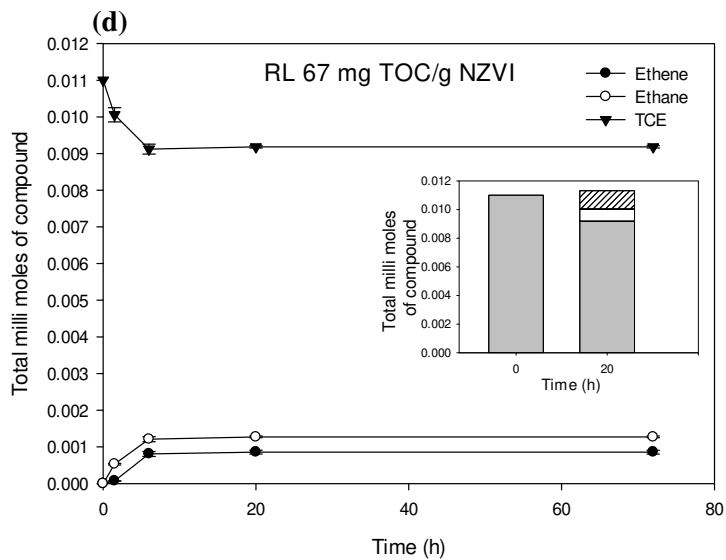 (d)
RL 67 mg TOC/g NZVI
Ethene
Ethane
TCE
Total milli moles of compound
0.012
0.011
0.010
0.009
0.008
0.007
0.006
0.005
0.004
0.003
0.002
0.001
0.000
0 20 40 60 80
Time (h)
Total milli moles
of compound
0.012
0.010
0.008
0.006
0.004
0.002
0.000
0 20
Time (h)